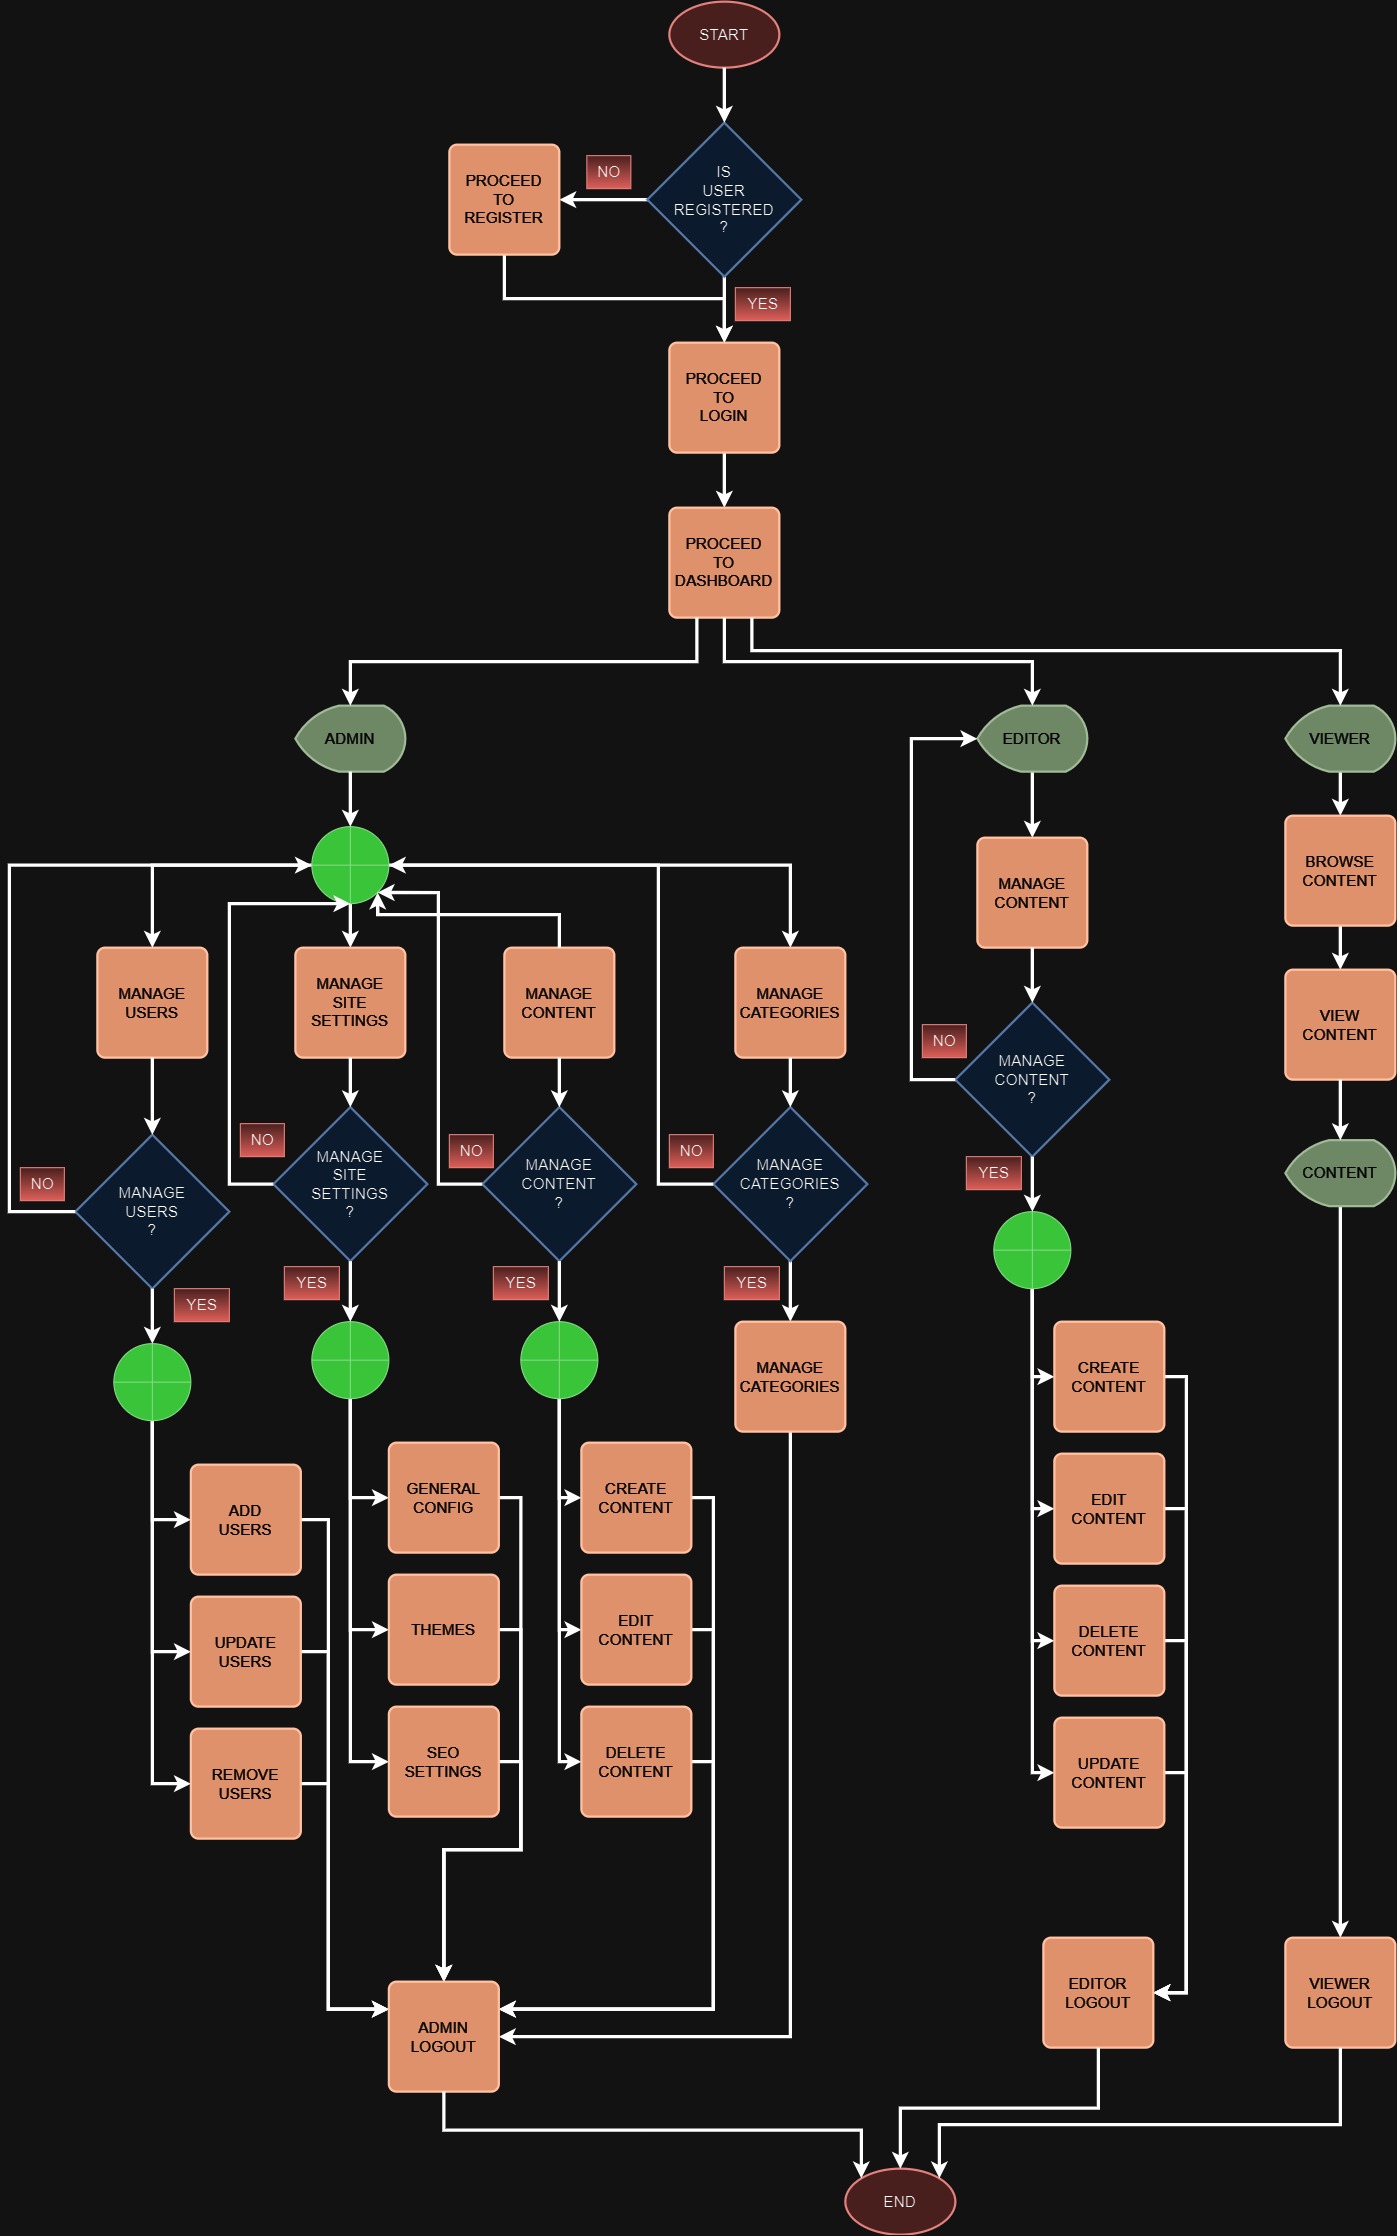 START
IS
USER
REGISTERED
?
NO
PROCEED
TO
REGISTER
YES
PROCEED
TO
LOGIN
PROCEED
TO
DASHBOARD
ADMIN
EDITOR
VIEWER
MANAGE
USERS
MANAGE
SITE
SETTINGS
MANAGE
CONTENT
MANAGE
CATEGORIES
MANAGE
CONTENT
BROWSE
CONTENT
VIEW
CONTENT
NO
MANAGE
CONTENT
?
NO
MANAGE
USERS
?
NO
MANAGE
SITE
SETTINGS
?
NO
MANAGE
CONTENT
?
NO
MANAGE
CATEGORIES
?
YES
CONTENT
YES
YES
YES
YES
MANAGE
CATEGORIES
ADD
USERS
UPDATE
USERS
REMOVE
USERS
GENERAL
CONFIG
THEMES
SEO
SETTINGS
CREATE
CONTENT
EDIT
CONTENT
DELETE
CONTENT
CREATE
CONTENT
EDIT
CONTENT
DELETE
CONTENT
UPDATE
CONTENT
ADMIN
LOGOUT
EDITOR
LOGOUT
VIEWER
LOGOUT
END